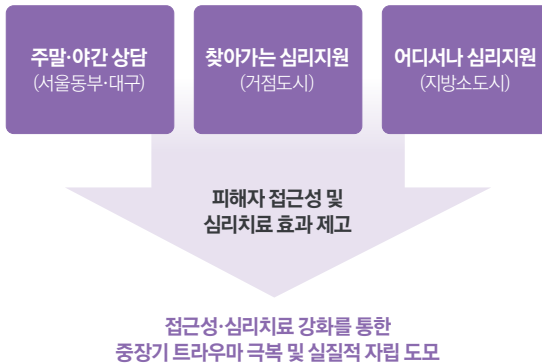 주말·야간 상담
(서울동부·대구)
찾아가는 심리지원
(거점도시)
어디서나 심리지원
(지방소도시)
피해자 접근성 및
심리치료 효과 제고
접근성·심리치료 강화를 통한
중장기 트라우마 극복 및 실질적 자립 도모